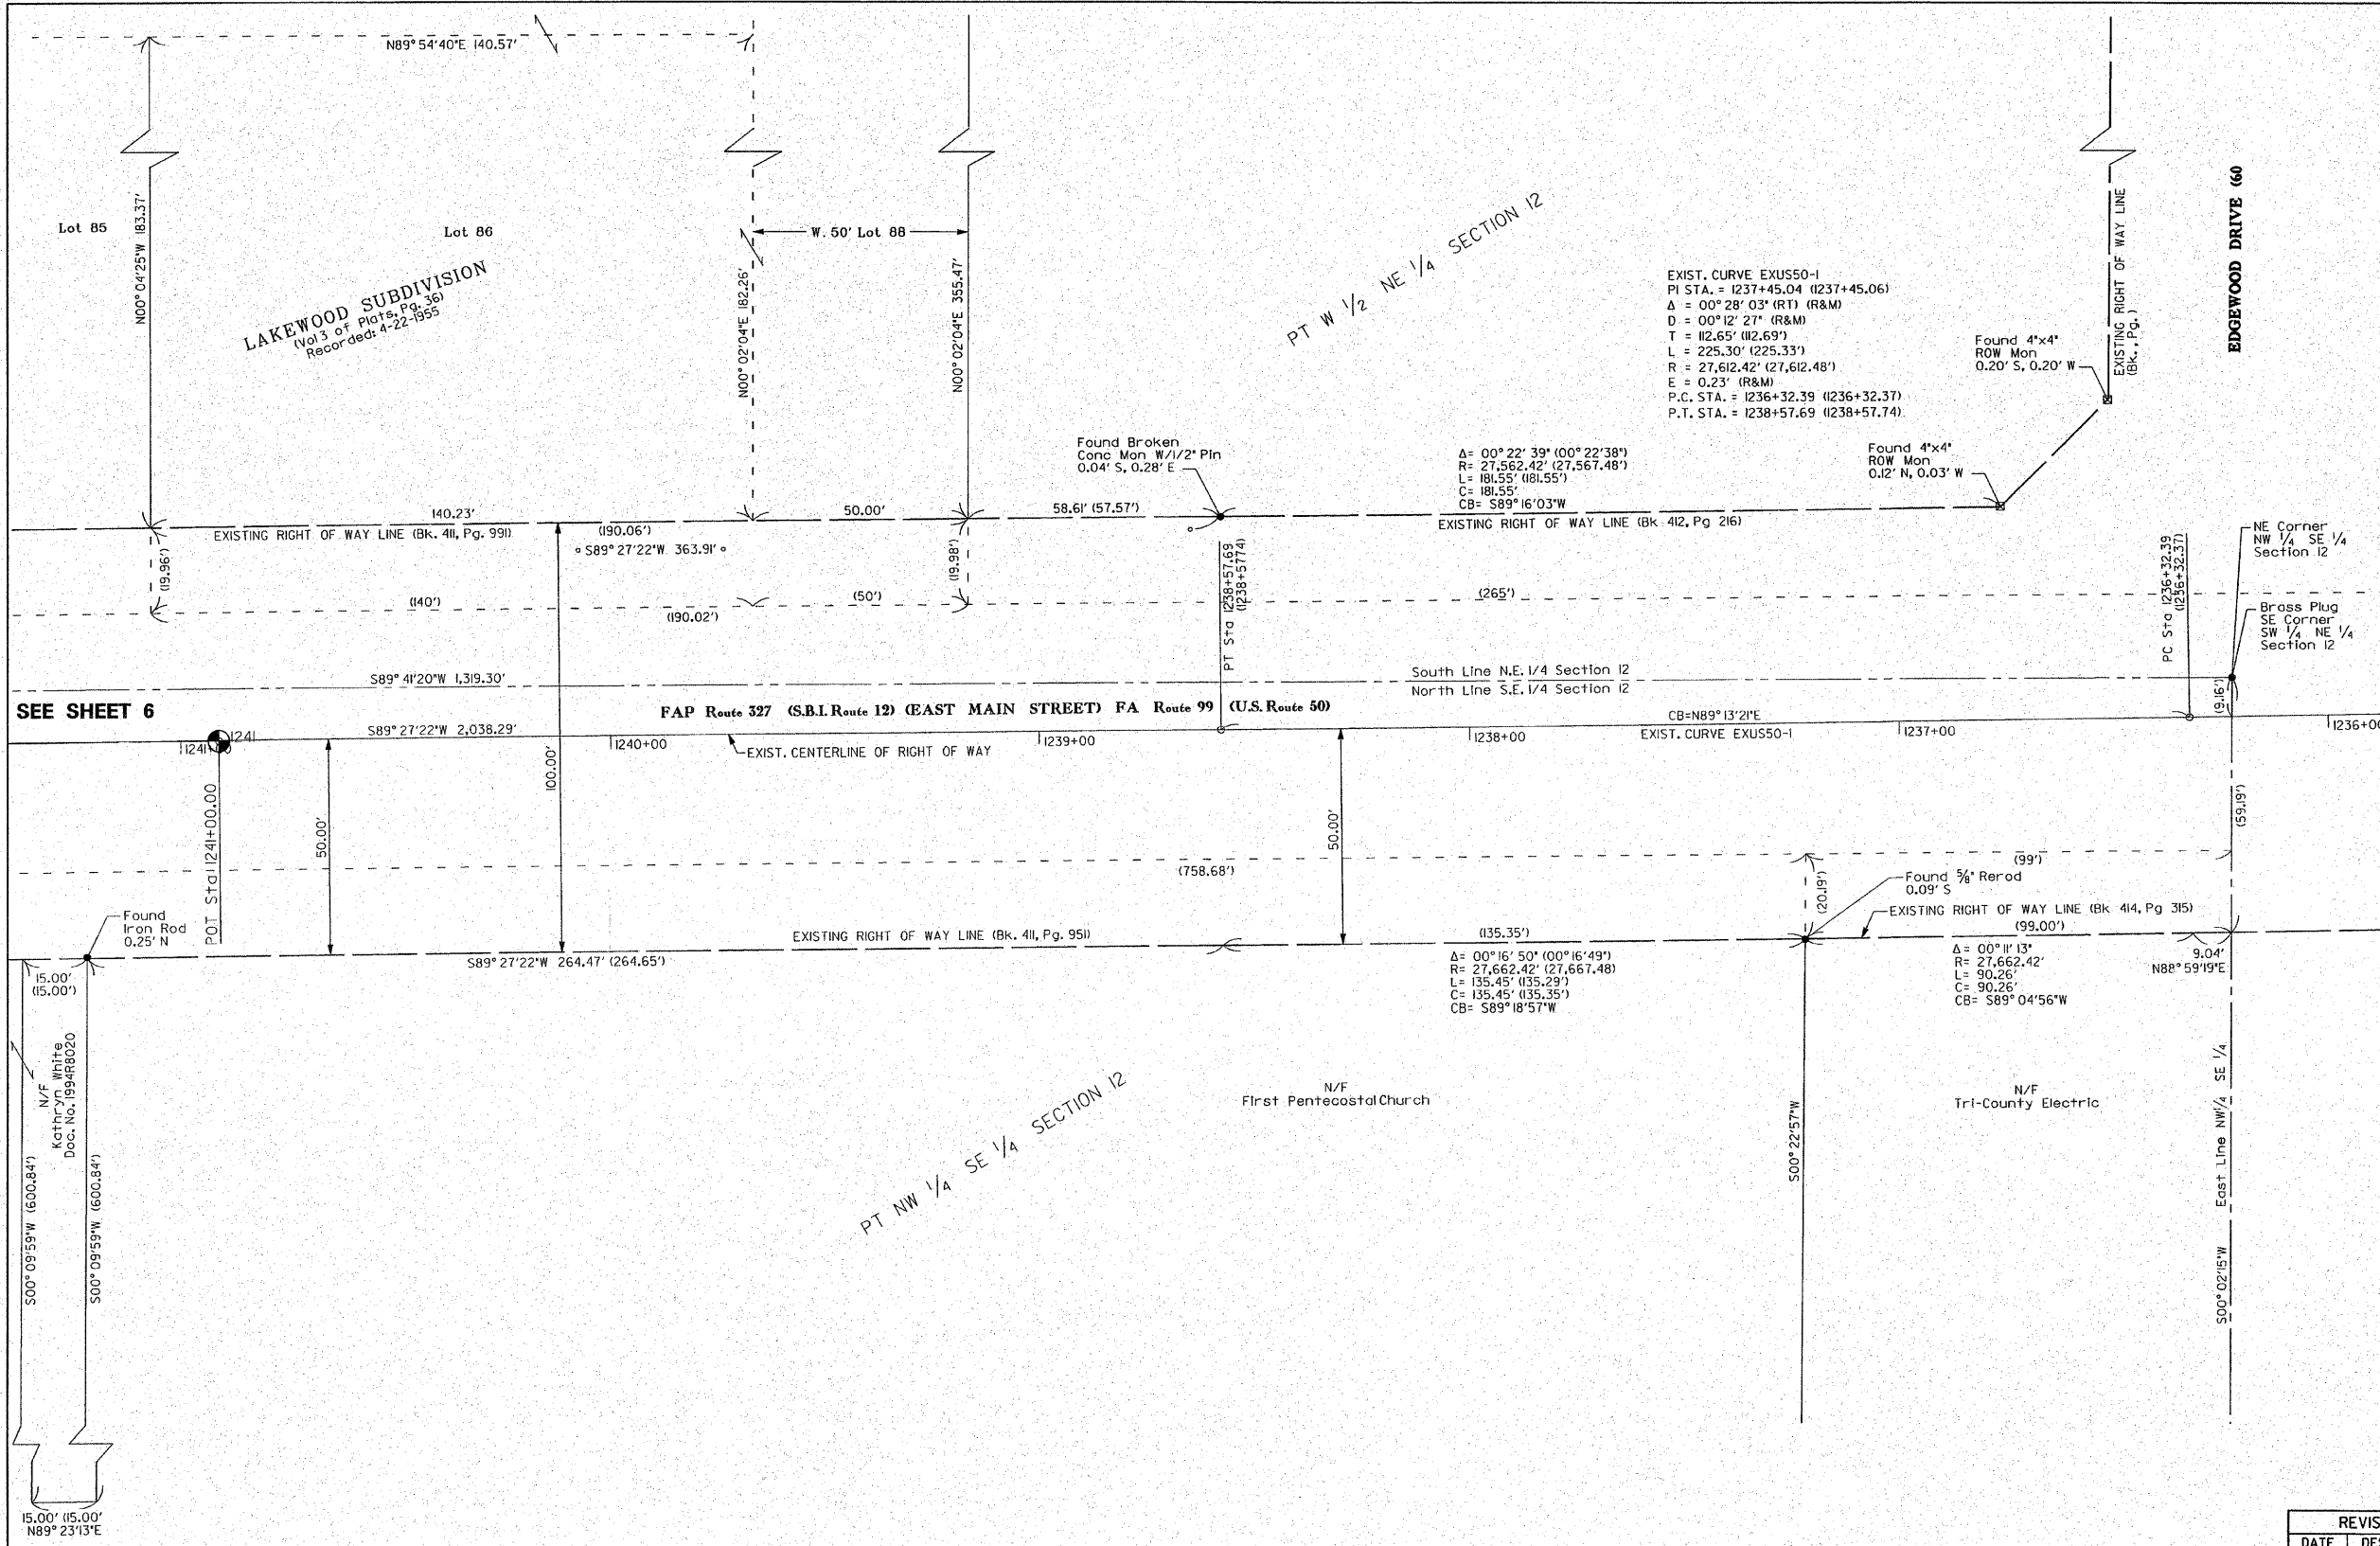 N89°54'40"E 140.57'
N00°04'25"W 183.37'
Lot 85
Lot 86
W. 50' Lot 88
LAKEWOOD SUBDIVISION
(Vol 3 of Plats, Pg. 36)
Recorded: 4-22-1955
N00°02'04"E 182.26'
N00°02'04"E 355.47'
PT W 1/2 NE 1/4 SECTION 12
EXIST. CURVE EXUS50-1
PI STA. = 1237+45.04 (1237+45.06)
Δ = 00°28'03" (RT) (R&M)
D = 00°12'27" (R&M)
T = 112.65' (112.69')
L = 225.30' (225.33')
R = 27,612.42' (27,612.48')
E = 0.23' (R&M)
P.C. STA. = 1236+32.39 (1236+32.37)
P.T. STA. = 1238+57.69 (1238+57.74)
EXISTING RIGHT OF WAY LINE
(Bk. , Pg. )
EDGEWOOD DRIVE (60
Found 4"x4"
ROW Mon
0.20' S, 0.20' W
Found 4"x4"
ROW Mon
0.12' N, 0.03' W
Found Broken
Conc Mon W/1/2" Pin
0.04' S, 0.28' E
Δ= 00°22'39" (00°22'38")
R= 27,562.42' (27,567.48')
L= 181.55' (181.55')
C= 181.55'
CB= S89°16'03"W
140.23'
50.00'
58.61' (57.57')
EXISTING RIGHT OF WAY LINE (Bk. 411, Pg. 991)
(190.06')
S89°27'22"W 363.91'
EXISTING RIGHT OF WAY LINE (Bk 412, Pg 216)
(19.96')
(19.98')
PT Sta 1238+57.69
(1238+57.74)
PC Sta 1236+32.39
(1236+32.37)
NE Corner
NW 1/4 SE 1/4
Section 12
(140')
(50')
(190.02')
(265')
Brass Plug
SE Corner
SW 1/4 NE 1/4
Section 12
S89°41'20"W 1,319.30'
South Line N.E. 1/4 Section 12
North Line S.E. 1/4 Section 12
(9.16')
SEE SHEET 6
FAP Route 327 (S.B.I. Route 12) (EAST MAIN STREET) FA Route 99 (U.S. Route 50)
S89°27'22"W 2,038.29'
CB=N89°13'21"E
EXIST. CURVE EXUS50-1
1241+00
1241
1240+00
EXIST. CENTERLINE OF RIGHT OF WAY
1239+00
1238+00
1237+00
1236+00
POT Sta 1241+00.00
50.00'
100.00'
50.00'
(59.19')
(758.68')
(99')
(20.19')
Found 5/8" Rerod
0.09' S
Found
Iron Rod
0.25' N
EXISTING RIGHT OF WAY LINE (Bk 414, Pg 315)
EXISTING RIGHT OF WAY LINE (Bk. 411, Pg. 951)
(135.35')
(99.00')
S89°27'22"W 264.47' (264.65')
15.00'
(15.00')
Δ= 00°16'50" (00°16'49")
R= 27,662.42' (27,667.48)
L= 135.45' (135.29')
C= 135.45' (135.35')
CB= S89°18'57"W
Δ= 00°11'13"
R= 27,662.42'
L= 90.26'
C= 90.26'
CB= S89°04'56"W
9.04'
N88°59'19"E
N/F
Kathryn White
Doc. No. 1994R8020
S00°09'59"W (600.84')
S00°09'59"W (600.84')
PT NW 1/4 SE 1/4 SECTION 12
N/F
First Pentecostal Church
S00°22'57"W
N/F
Tri-County Electric
S00°02'15"W East Line NW 1/4 SE 1/4
15.00' (15.00'
N89°23'13"E
REVIS
DATE DES